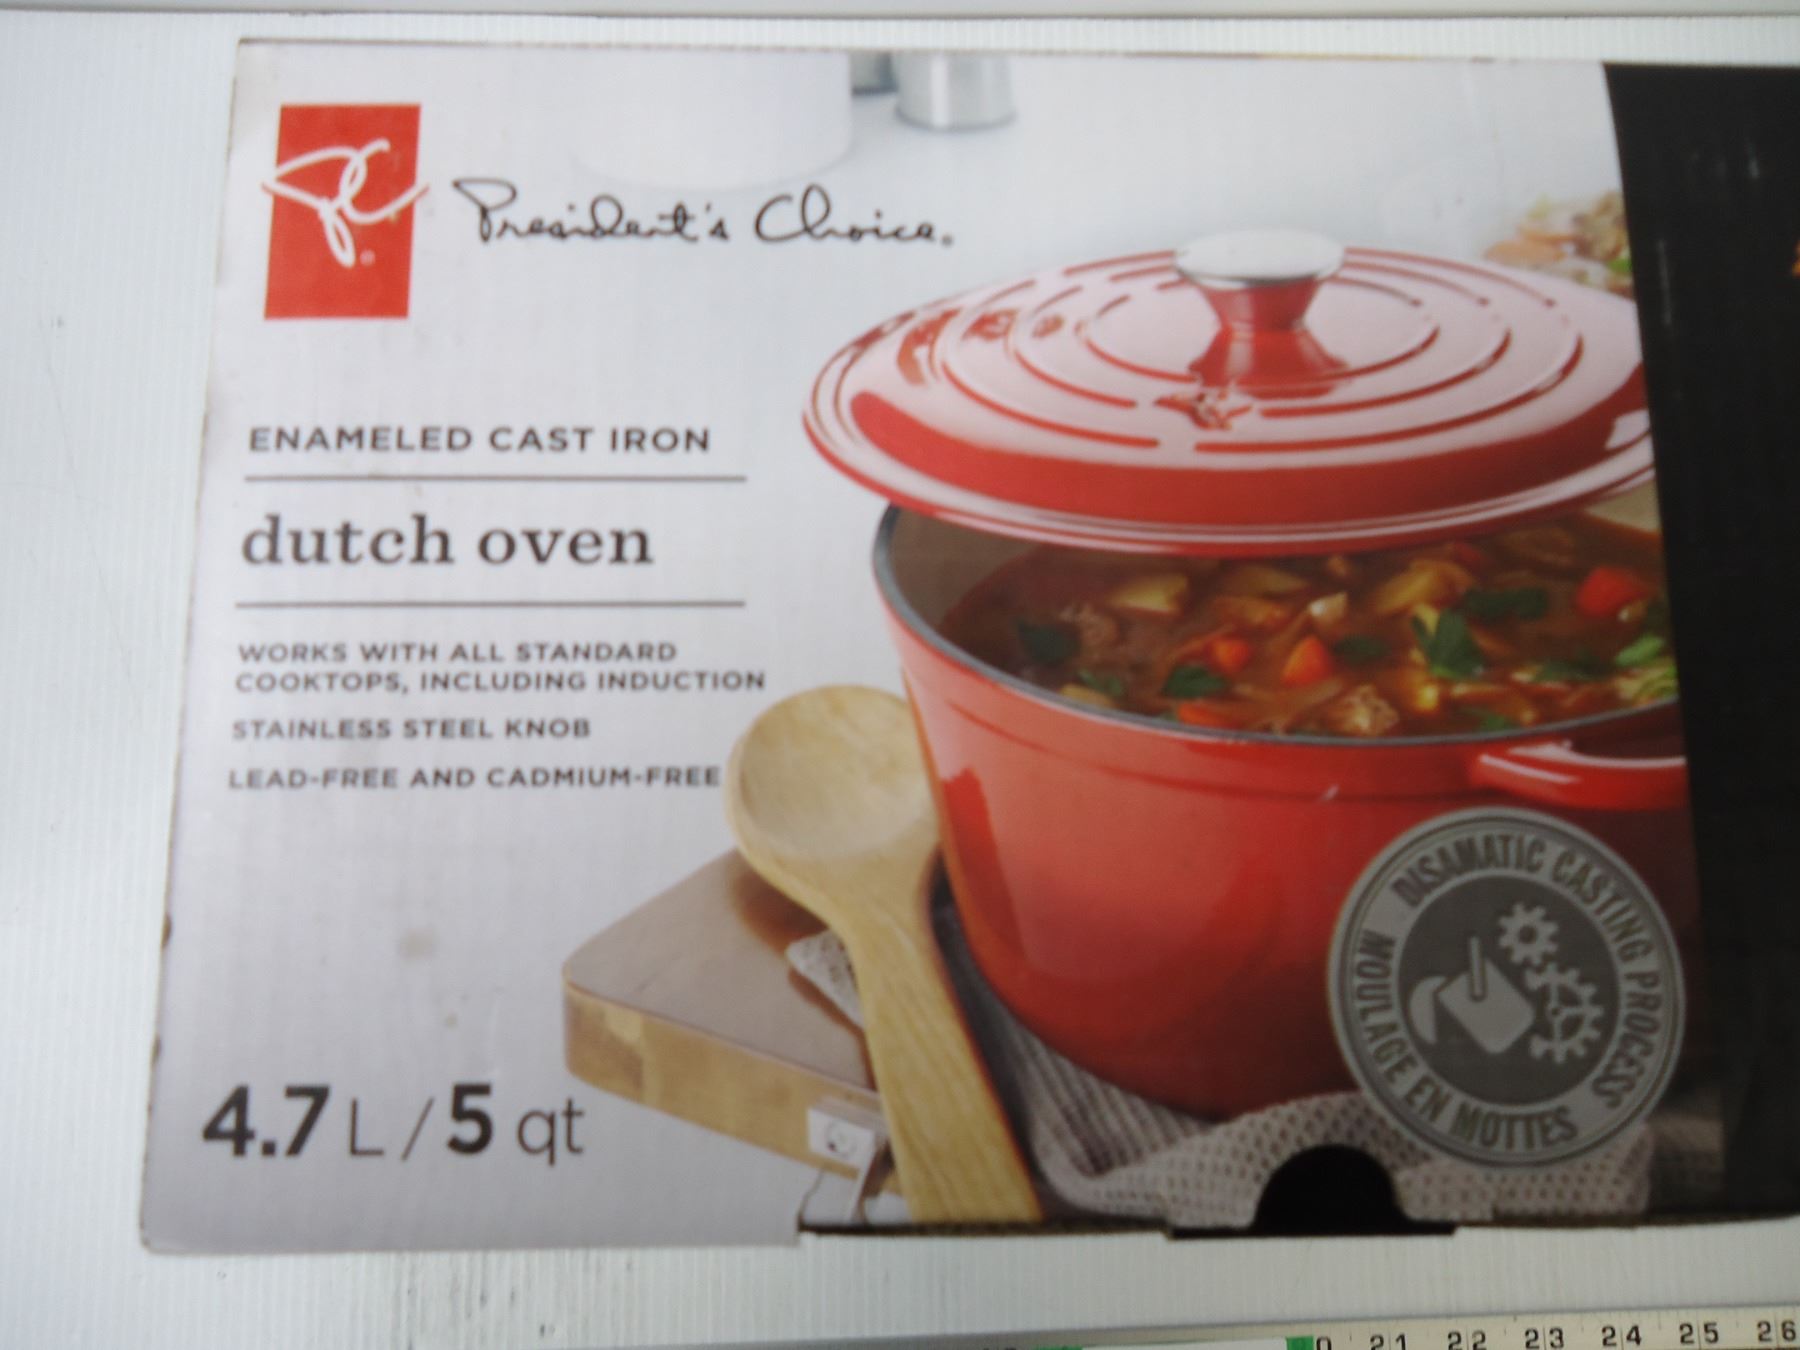 PC®
President's Choice®
ENAMELED CAST IRON
dutch oven
WORKS WITH ALL STANDARD
COOKTOPS, INCLUDING INDUCTION
STAINLESS STEEL KNOB
LEAD-FREE AND CADMIUM-FREE
4.7 L / 5 qt
DISAMATIC CASTING PROCESS
MOULAGE EN MOTTES
21 22 23 24 25 26